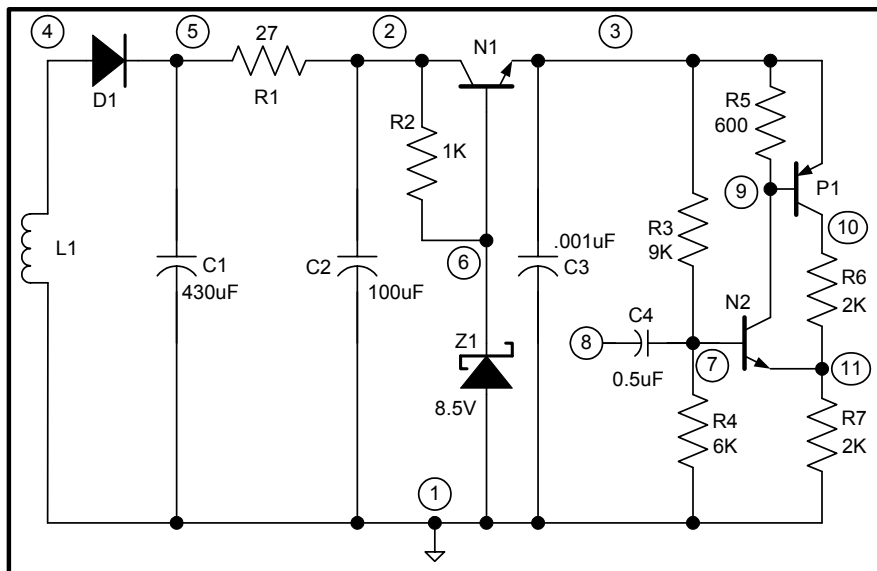 4
5
27
2
N1
3
D1
R1
R2
1K
R5
600
9
P1
10
L1
C1
430uF
C2
100uF
6
.001uF
C3
R3
9K
R6
2K
N2
C4
8
7
0.5uF
11
Z1
8.5V
R4
6K
R7
2K
1